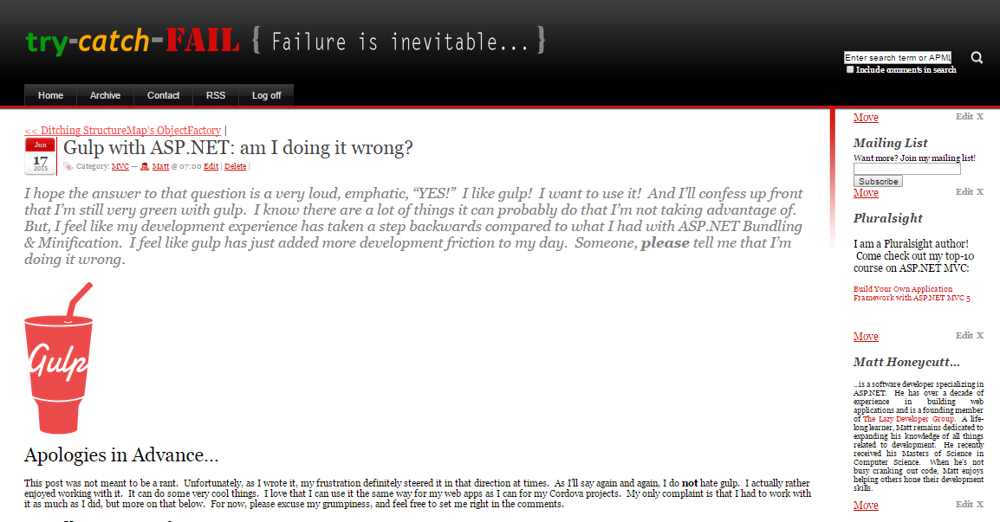 try-catch-FAIL { Failure is inevitable... }
Enter search term or APML
Include comments in search
Home Archive Contact RSS Log off
<< Ditching StructureMap's ObjectFactory |
Jun
17
2015
Gulp with ASP.NET: am I doing it wrong?
Category: MVC — Matt @ 07:00 Edit | Delete |
I hope the answer to that question is a very loud, emphatic, “YES!”  I like gulp!  I want to use it!  And I’ll confess up front
that I’m still very green with gulp.  I know there are a lot of things it can probably do that I’m not taking advantage of.
But, I feel like my development experience has taken a step backwards compared to what I had with ASP.NET Bundling
& Minification.  I feel like gulp has just added more development friction to my day.  Someone, please tell me that I’m
doing it wrong.
Gulp
Apologies in Advance…
This post was not meant to be a rant.  Unfortunately, as I wrote it, my frustration definitely steered it in that direction at times.  As I’ll say again and again, I do not hate gulp.  I actually rather
enjoyed working with it.  It can do some very cool things.  I love that I can use it the same way for my web apps as I can for my Cordova projects.  My only complaint is that I had to work with
it as much as I did, but more on that below.  For now, please excuse my grumpiness, and feel free to set me right in the comments.
Move Edit X
Mailing List
Want more? Join my mailing list!
Subscribe
Move Edit X
Pluralsight
I am a Pluralsight author!
Come check out my top-10
course on ASP.NET MVC:
Build Your Own Application
Framework with ASP.NET MVC 5
Move Edit X
Matt Honeycutt...
...is a software developer specializing in
ASP.NET. He has over a decade of
experience in building web
applications and is a founding member
of The Lazy Developer Group. A life-
long learner, Matt remains dedicated to
expanding his knowledge of all things
related to development. He recently
received his Masters of Science in
Computer Science. When he's not
busy cranking out code, Matt enjoys
helping others hone their development
skills.
Move Edit X